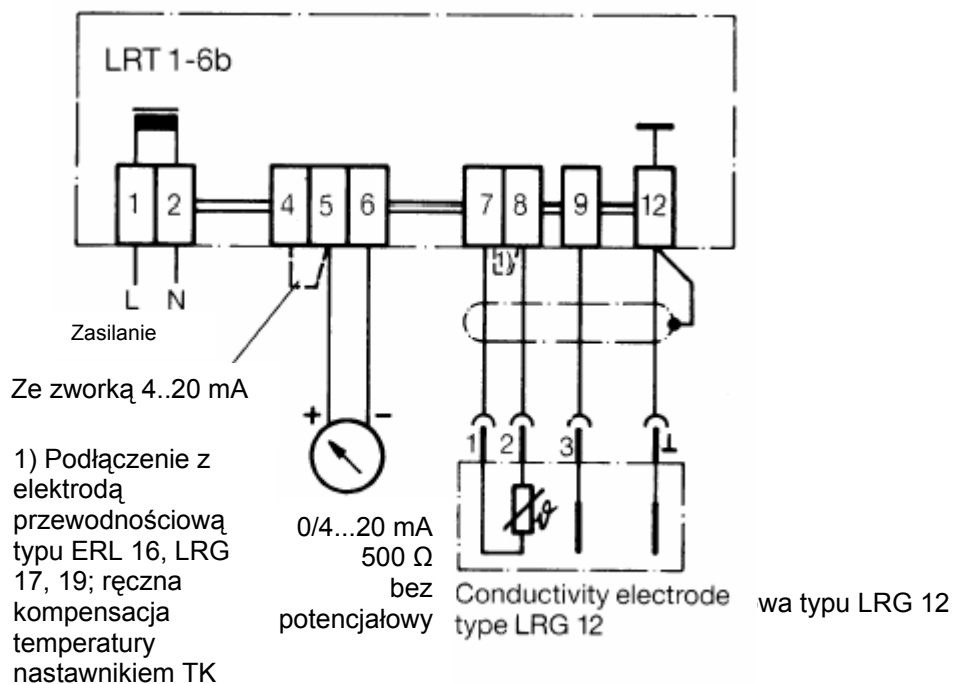 LRT 1-6b
1 2 4 5 6 7 8 9 12
1)
L N
Zasilanie
Ze zworką 4..20 mA
+ -
1 2 3 ⊥
1) Podłączenie z
elektrodą
przewodnościową
typu ERL 16, LRG
17, 19; ręczna
kompensacja
temperatury
nastawnikiem TK
0/4...20 mA
500 Ω
bez
potencjałowy
ϑ
Conductivity electrode
type LRG 12
wa typu LRG 12